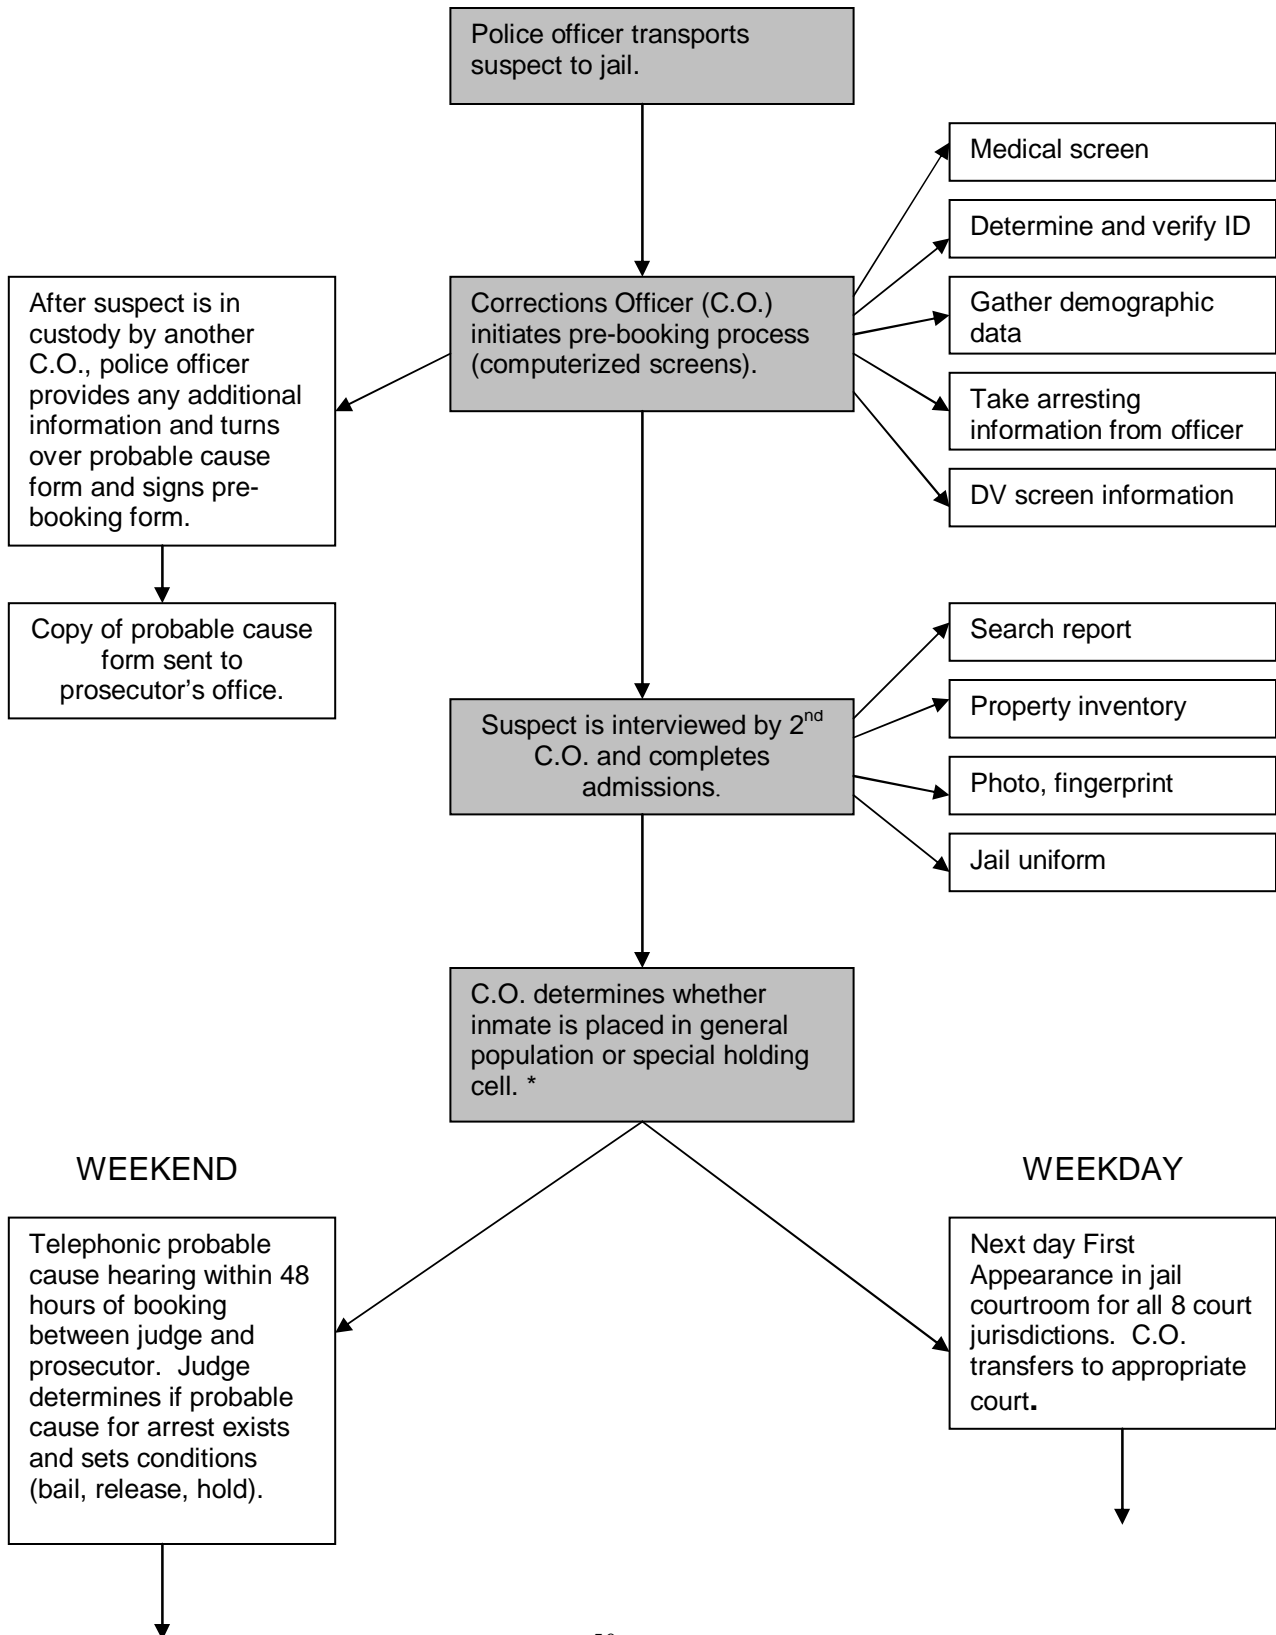 Police officer transports
suspect to jail.
Medical screen
Determine and verify ID
Gather demographic
data
Take arresting
information from officer
DV screen information
Corrections Officer (C.O.)
initiates pre-booking process
(computerized screens).
After suspect is in
custody by another
C.O., police officer
provides any additional
information and turns
over probable cause
form and signs pre-
booking form.
Copy of probable cause
form sent to
prosecutor's office.
Suspect is interviewed by 2nd
C.O. and completes
admissions.
Search report
Property inventory
Photo, fingerprint
Jail uniform
C.O. determines whether
inmate is placed in general
population or special holding
cell. *
WEEKEND
Telephonic probable
cause hearing within 48
hours of booking
between judge and
prosecutor. Judge
determines if probable
cause for arrest exists
and sets conditions
(bail, release, hold).
WEEKDAY
Next day First
Appearance in jail
courtroom for all 8 court
jurisdictions. C.O.
transfers to appropriate
court.